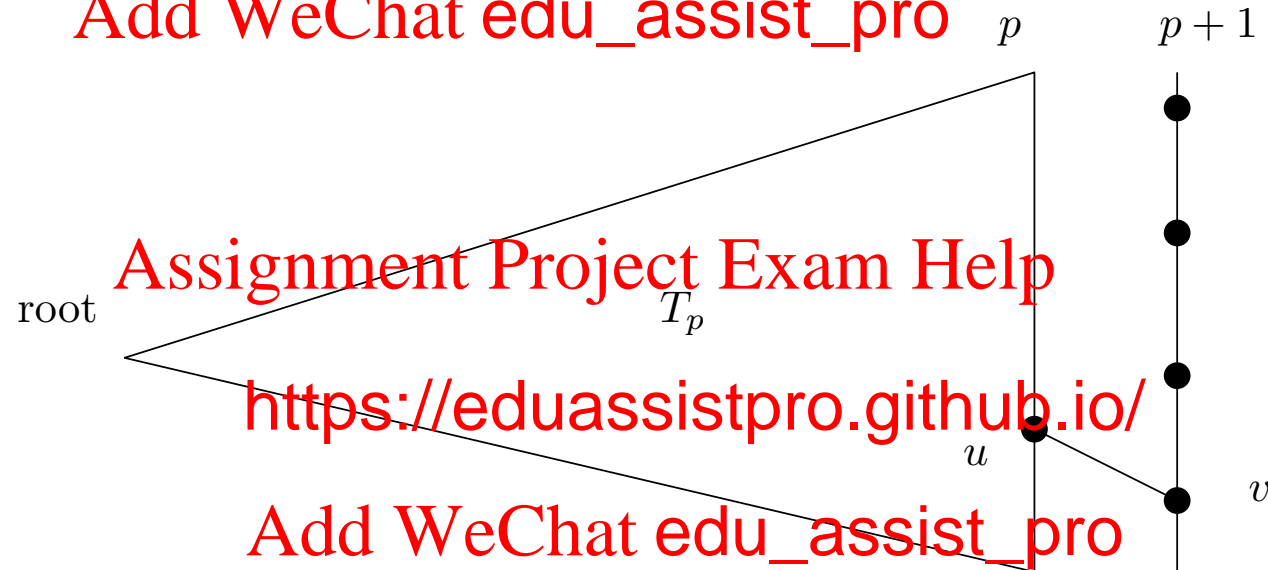 Add WeChat edu_assist_pro
p
p + 1
Assignment Project Exam Help
root
T_p
https://eduassistpro.github.io/
u
v
Add WeChat edu_assist_pro